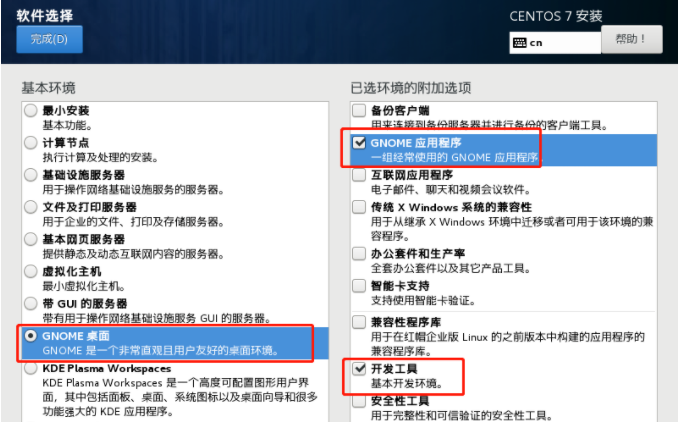 软件选择
CENTOS 7 安装
完成(D)
cn
帮助！
基本环境
最小安装
基本功能。
计算节点
执行计算及处理的安装。
基础设施服务器
用于操作网络基础设施服务的服务器。
文件及打印服务器
用于企业的文件、打印及存储服务器。
基本网页服务器
提供静态及动态互联网内容的服务器。
虚拟化主机
最小虚拟化主机。
带 GUI 的服务器
带有用于操作网络基础设施服务 GUI 的服务器。
GNOME 桌面
GNOME 是一个非常直观且用户友好的桌面环境。
KDE Plasma Workspaces
KDE Plasma Workspaces 是一个高度可配置图形用户界
面，其中包括面板、桌面、系统图标以及桌面向导和很多
功能强大的 KDE 应用程序。
已选环境的附加选项
备份客户端
用来连接到备份服务器并进行备份的客户端工具。
GNOME 应用程序
一组经常使用的 GNOME 应用程序。
互联网应用程序
电子邮件、聊天和视频会议软件。
传统 X Windows 系统的兼容性
用于从继承 X Windows 环境中迁移或者可用于该环境的兼
容程序。
办公套件和生产率
全套办公套件以及其它产品工具。
智能卡支持
支持使用智能卡验证。
兼容性程序库
用于在红帽企业版 Linux 的之前版本中构建的应用程序的
兼容程序库。
开发工具
基本开发环境。
安全性工具
用于完整性和可信验证的安全性工具。